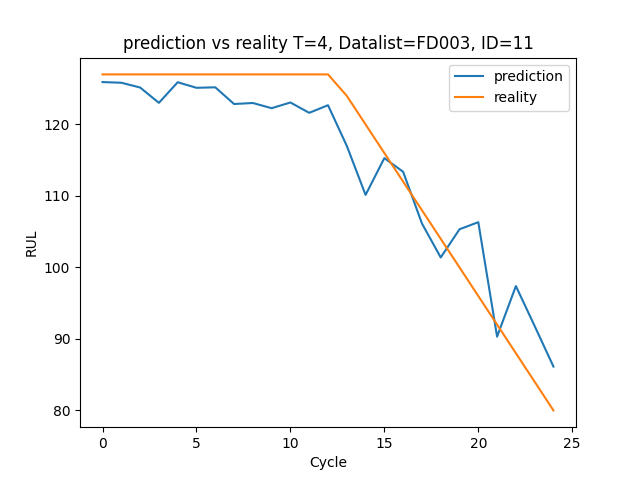 prediction vs reality T=4, Datalist=FD003, ID=11
prediction
reality
RUL
120
110
100
90
80
0 5 10 15 20 25
Cycle